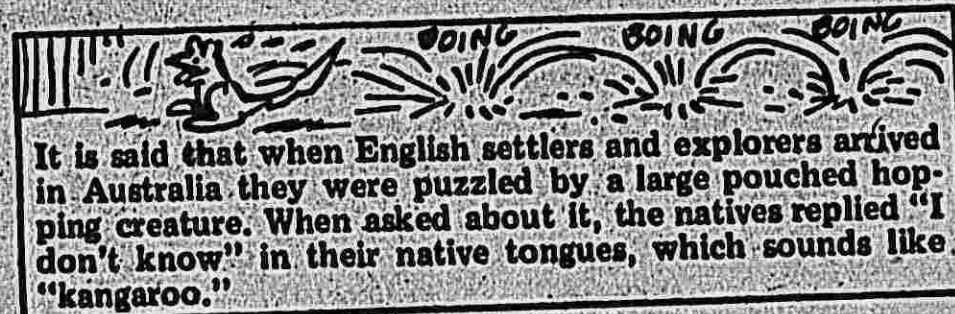 BOING BOING BOING
It is said that when English settlers and explorers arrived
in Australia they were puzzled by a large pouched hop-
ping creature. When asked about it, the natives replied “I
don't know” in their native tongues, which sounds like
“kangaroo.”